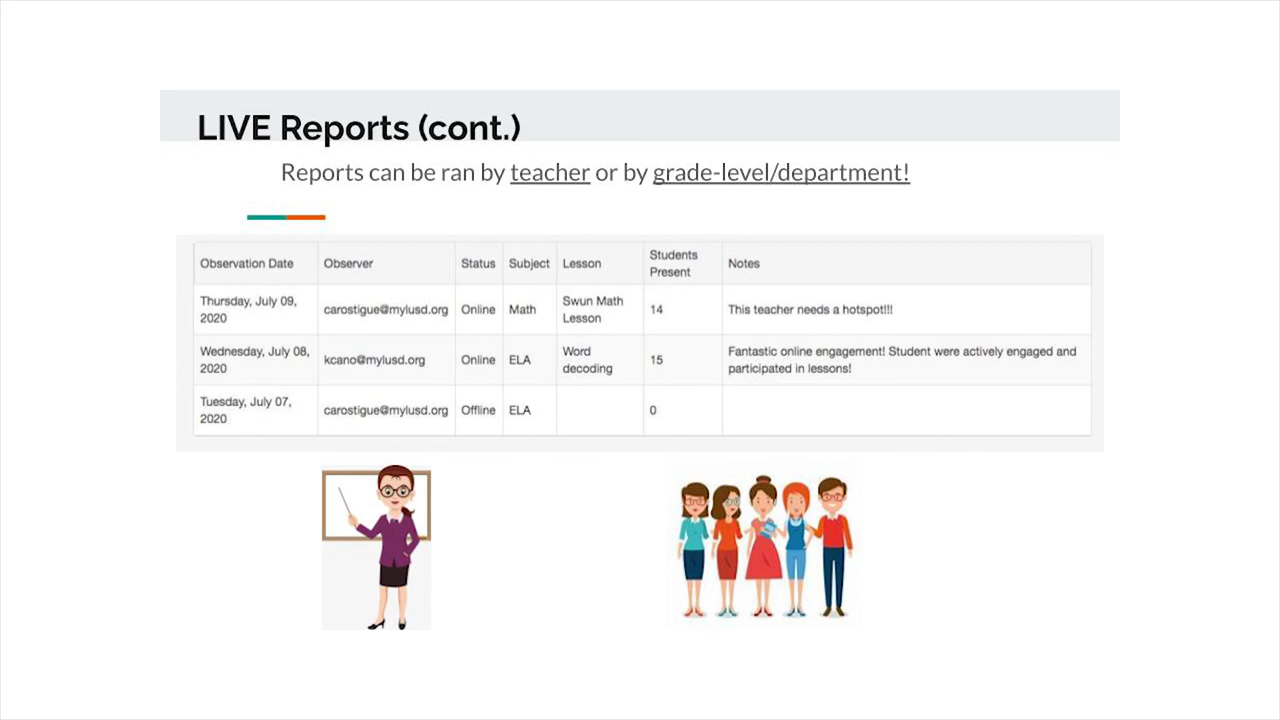 LIVE Reports (cont.)
Reports can be ran by teacher or by grade-level/department!
Observation Date Observer Status Subject Lesson Students Present Notes
Thursday, July 09, 2020 carostigue@mylusd.org Online Math Swun Math Lesson 14 This teacher needs a hotspot!!!
Wednesday, July 08, 2020 kcano@mylusd.org Online ELA Word decoding 15 Fantastic online engagement! Student were actively engaged and participated in lessons!
Tuesday, July 07, 2020 carostigue@mylusd.org Offline ELA 0